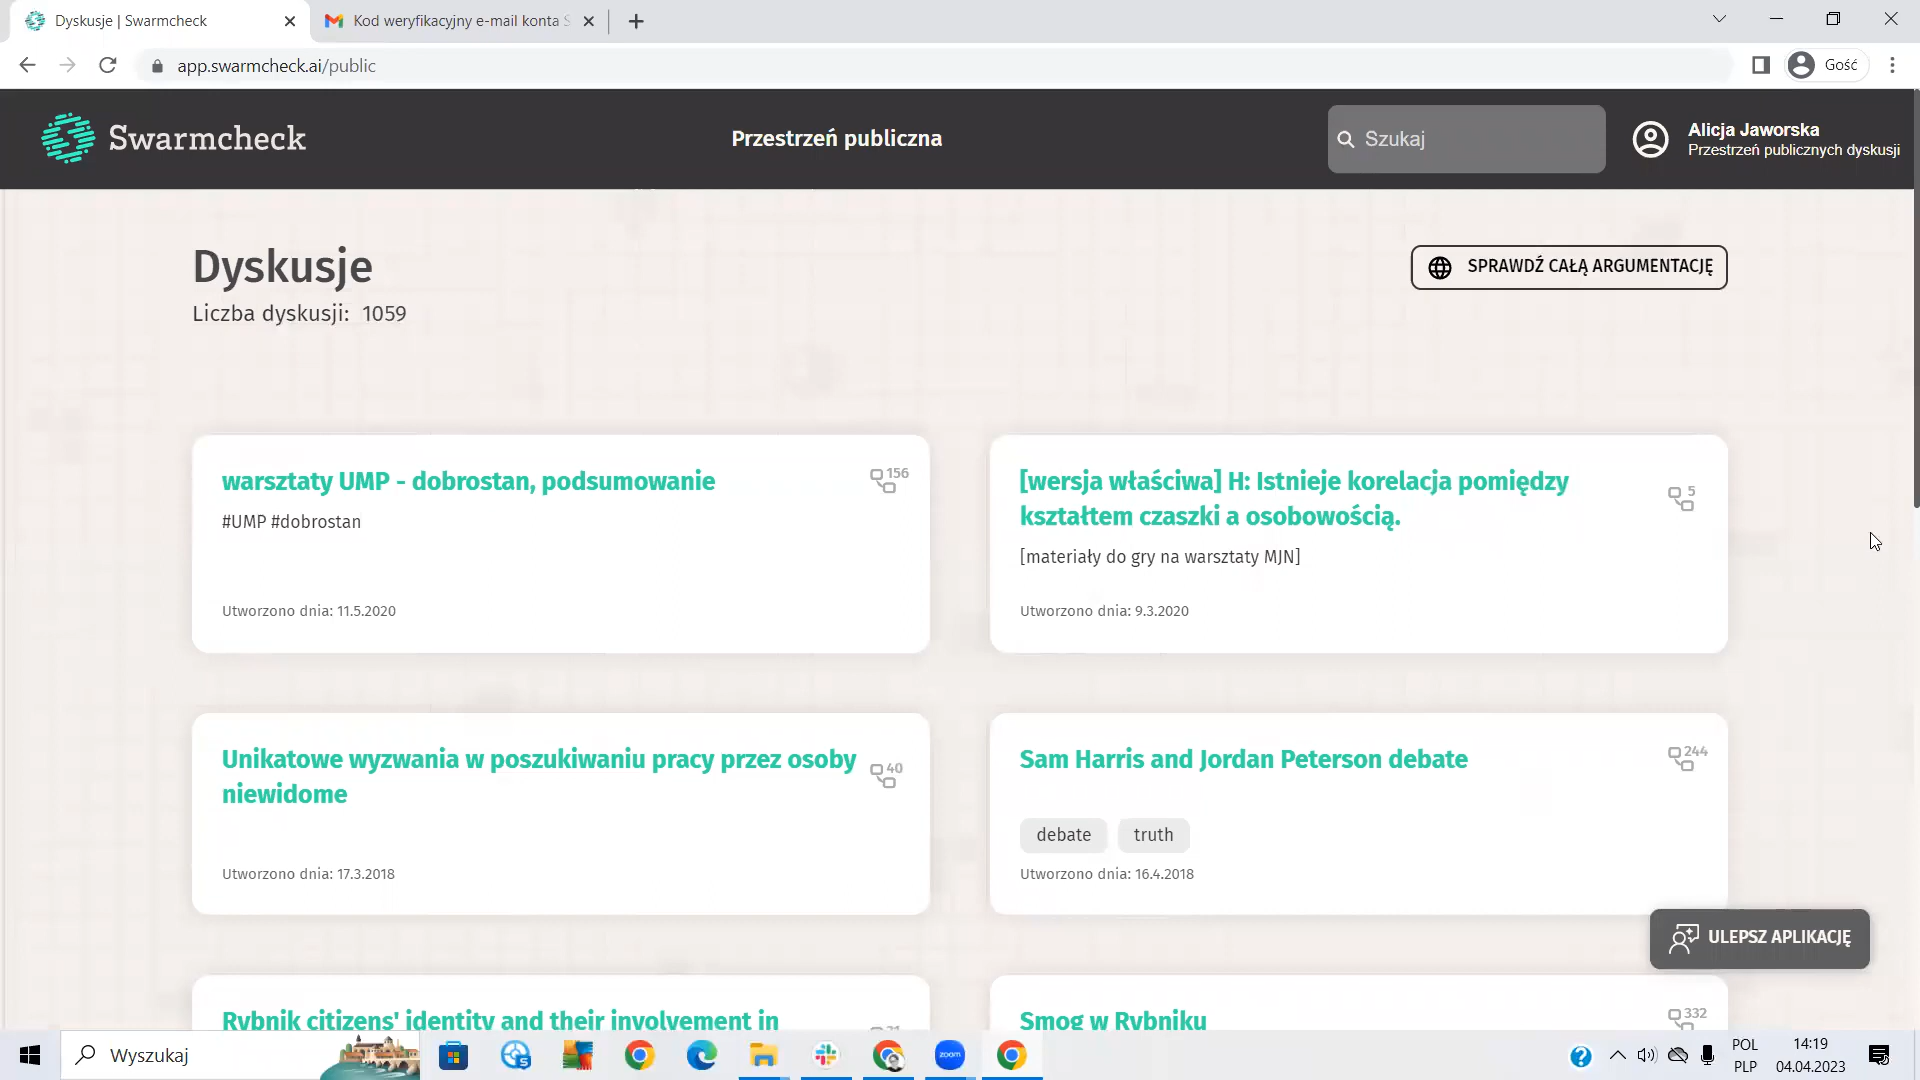 Dyskusje | Swarmcheck
Kod weryfikacyjny e-mail konta S
app.swarmcheck.ai/public
Gość
Swarmcheck
Przestrzeń publiczna
Szukaj
Alicja Jaworska
Przestrzeń publicznych dyskusji
Dyskusje
SPRAWDŹ CAŁĄ ARGUMENTACJĘ
Liczba dyskusji: 1059
warsztaty UMP - dobrostan, podsumowanie
156
#UMP #dobrostan
Utworzono dnia: 11.5.2020
[wersja właściwa] H: Istnieje korelacja pomiędzy
kształtem czaszki a osobowością.
5
[materiały do gry na warsztaty MJN]
Utworzono dnia: 9.3.2020
Unikatowe wyzwania w poszukiwaniu pracy przez osoby
niewidome
40
Utworzono dnia: 17.3.2018
Sam Harris and Jordan Peterson debate
244
debate truth
Utworzono dnia: 16.4.2018
ULEPSZ APLIKACJĘ
Rybnik citizens' identity and their involvement in
Smog w Rybniku
332
Wyszukaj
zoom
POL
PLP
14:19
04.04.2023